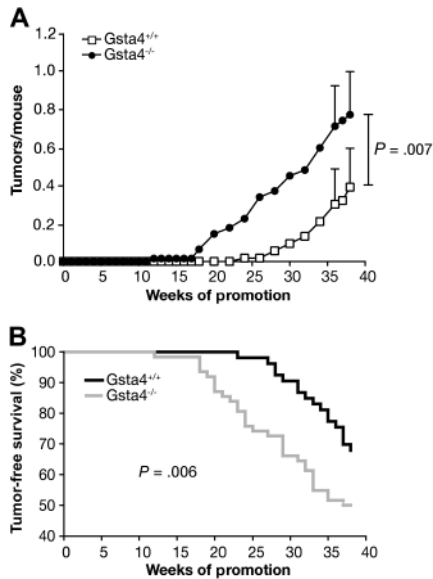 A
Gsta4+/+
Gsta4-/-
Tumors/mouse
1.2
1.0
0.8
0.6
0.4
0.2
0.0
P = .007
0 5 10 15 20 25 30 35 40
Weeks of promotion
B
Tumor-free survival (%)
100
90
80
70
60
50
40
Gsta4+/+
Gsta4-/-
P = .006
0 5 10 15 20 25 30 35 40
Weeks of promotion